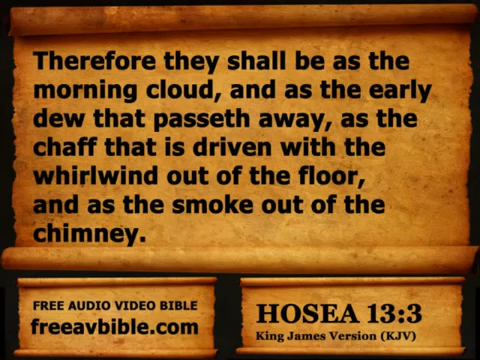 Therefore they shall be as the
morning cloud, and as the early
dew that passeth away, as the
chaff that is driven with the
whirlwind out of the floor,
and as the smoke out of the
chimney.
FREE AUDIO VIDEO BIBLE
freeavbible.com
HOSEA 13:3
King James Version (KJV)